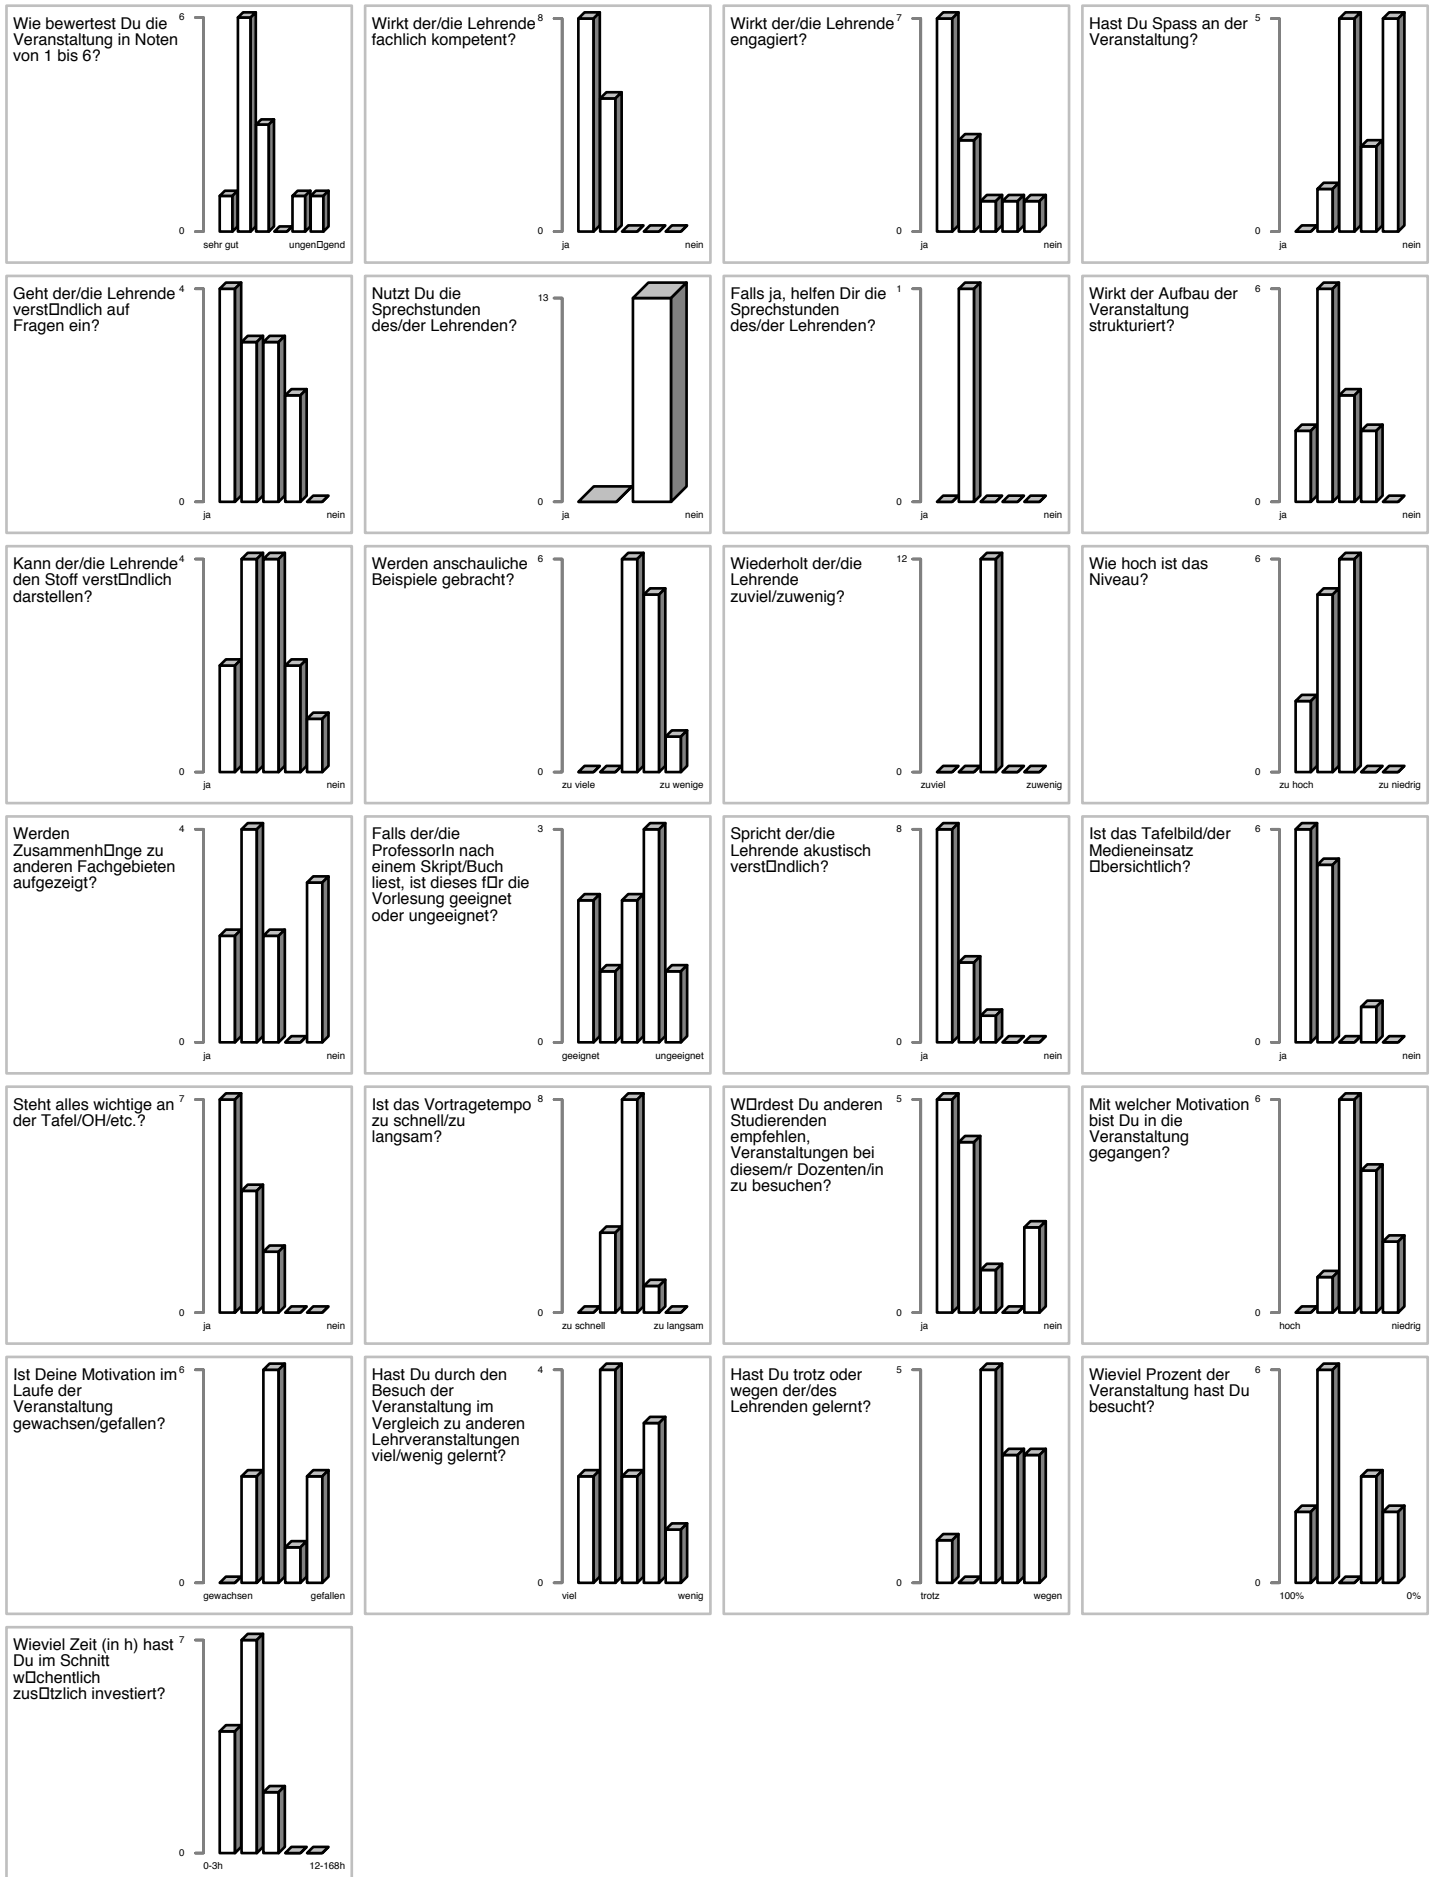 Wie bewertest Du die
Veranstaltung in Noten
von 1 bis 6?
6
0
sehr gut
ungen□gend
Wirkt der/die Lehrende
fachlich kompetent?
8
0
ja
nein
Wirkt der/die Lehrende
engagiert?
7
0
ja
nein
Hast Du Spass an der
Veranstaltung?
5
0
ja
nein
Geht der/die Lehrende
verst□ndlich auf
Fragen ein?
4
0
ja
nein
Nutzt Du die
Sprechstunden
des/der Lehrenden?
13
0
ja
nein
Falls ja, helfen Dir die
Sprechstunden
des/der Lehrenden?
1
0
ja
nein
Wirkt der Aufbau der
Veranstaltung
strukturiert?
6
0
ja
nein
Kann der/die Lehrende
den Stoff verst□ndlich
darstellen?
4
0
ja
nein
Werden anschauliche
Beispiele gebracht?
6
0
zu viele
zu wenige
Wiederholt der/die
Lehrende
zuviel/zuwenig?
12
0
zuviel
zuwenig
Wie hoch ist das
Niveau?
6
0
zu hoch
zu niedrig
Werden
Zusammenh□nge zu
anderen Fachgebieten
aufgezeigt?
4
0
ja
nein
Falls der/die
ProfessorIn nach
einem Skript/Buch
liest, ist dieses f□r die
Vorlesung geeignet
oder ungeeignet?
3
0
geeignet
ungeeignet
Spricht der/die
Lehrende akustisch
verst□ndlich?
8
0
ja
nein
Ist das Tafelbild/der
Medieneinsatz
□bersichtlich?
6
0
ja
nein
Steht alles wichtige an
der Tafel/OH/etc.?
7
0
ja
nein
Ist das Vortragetempo
zu schnell/zu
langsam?
8
0
zu schnell
zu langsam
W□rdest Du anderen
Studierenden
empfehlen,
Veranstaltungen bei
diesem/r Dozenten/in
zu besuchen?
5
0
ja
nein
Mit welcher Motivation
bist Du in die
Veranstaltung
gegangen?
6
0
hoch
niedrig
Ist Deine Motivation im
Laufe der
Veranstaltung
gewachsen/gefallen?
6
0
gewachsen
gefallen
Hast Du durch den
Besuch der
Veranstaltung im
Vergleich zu anderen
Lehrveranstaltungen
viel/wenig gelernt?
4
0
viel
wenig
Hast Du trotz oder
wegen der/des
Lehrenden gelernt?
5
0
trotz
wegen
Wieviel Prozent der
Veranstaltung hast Du
besucht?
6
0
100%
0%
Wieviel Zeit (in h) hast
Du im Schnitt
w□chentlich
zus□tzlich investiert?
7
0
0-3h
12-168h